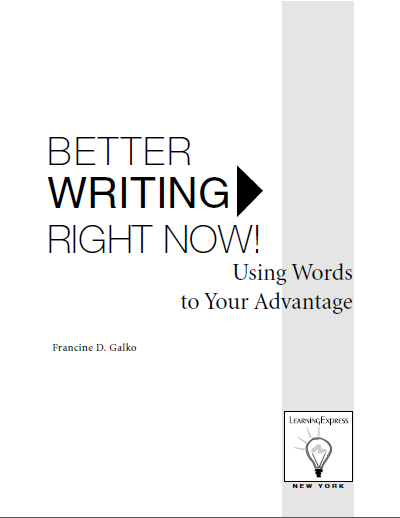 BETTER
WRITING
RIGHT NOW!
Using Words
to Your Advantage
Francine D. Galko
LEARNINGEXPRESS
NEW YORK